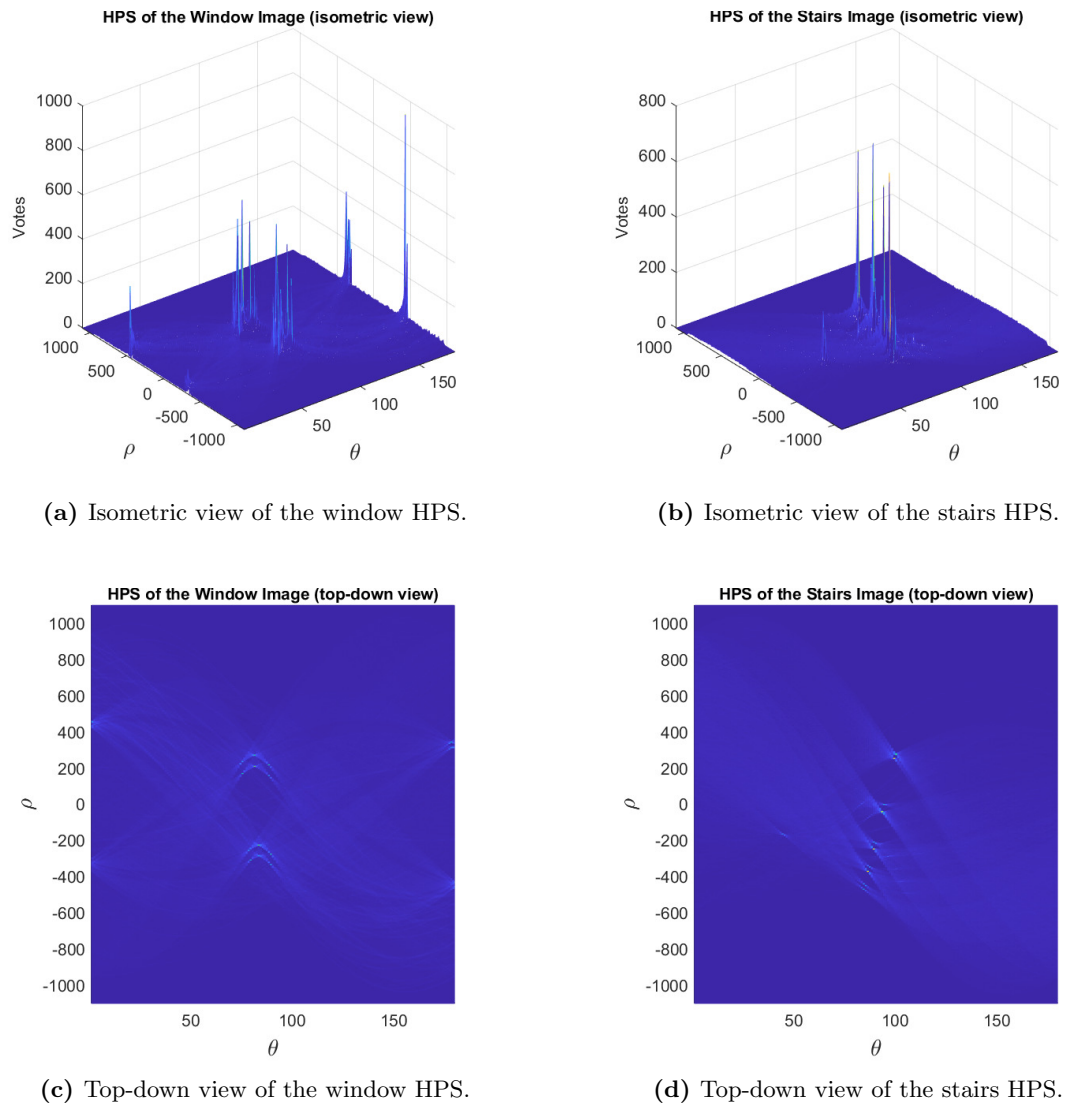 HPS of the Window Image (isometric view)
1000
800
600
400
200
0
Votes
1000
500
0
-500
-1000
ρ
50
100
150
θ
(a) Isometric view of the window HPS.
HPS of the Stairs Image (isometric view)
800
600
400
200
0
Votes
1000
500
0
-500
-1000
ρ
50
100
150
θ
(b) Isometric view of the stairs HPS.
HPS of the Window Image (top-down view)
1000
800
600
400
200
0
-200
-400
-600
-800
-1000
ρ
50 100 150
θ
(c) Top-down view of the window HPS.
HPS of the Stairs Image (top-down view)
1000
800
600
400
200
0
-200
-400
-600
-800
-1000
ρ
50 100 150
θ
(d) Top-down view of the stairs HPS.